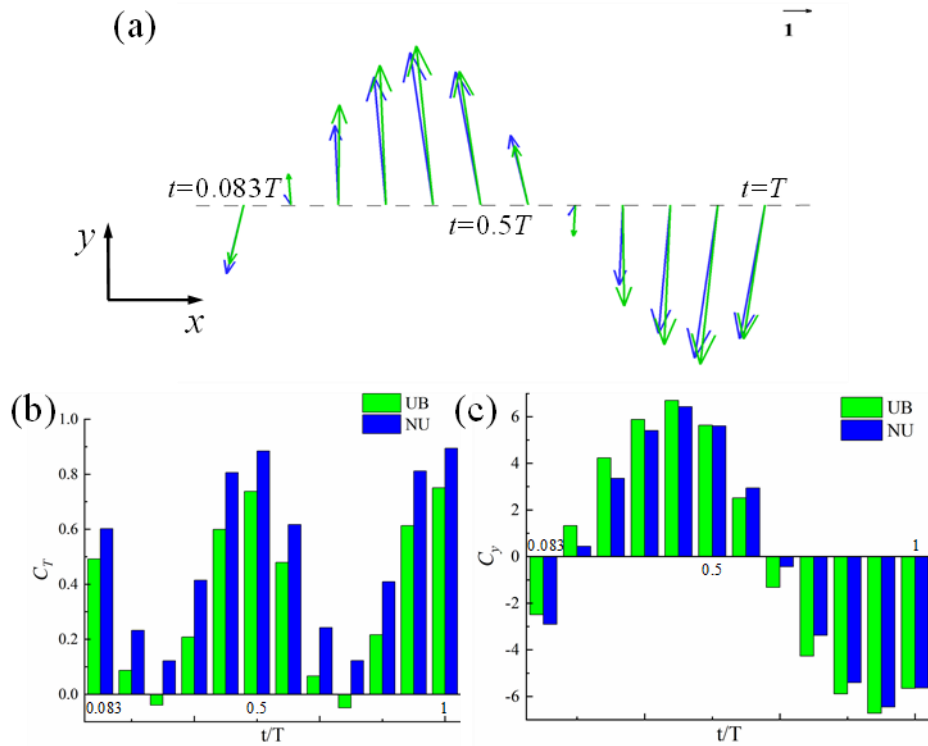 (a)
1
t=0.083T
t=0.5T
t=T
y
x
(b)
UB
NU
1.0
0.8
0.6
0.4
0.2
0.0
C_T
0.083
0.5
1
t/T
(c)
UB
NU
6
4
2
0
-2
-4
-6
C_y
0.083
0.5
1
t/T